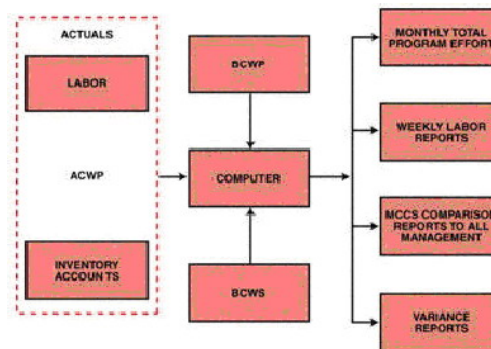 ACTUALS
LABOR
ACWP
INVENTORY
ACCOUNTS
BCWP
COMPUTER
BCWS
MONTHLY TOTAL
PROGRAM EFFORT
WEEKLY LABOR
REPORTS
MCCS COMPARISON
REPORTS TO ALL
MANAGEMENT
VARIANCE
REPORTS